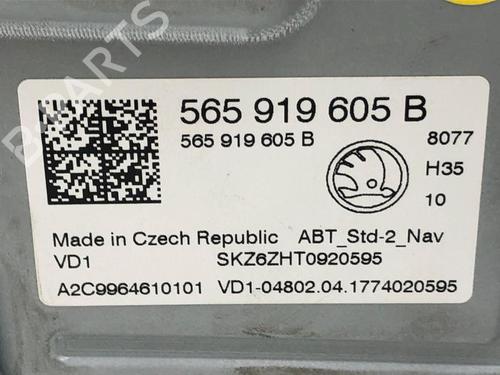 B-PARTS
565 919 605 B
565 919 605 B
8077
H35
10
Made in Czech Republic ABT_Std-2_Nav
VD1 SKZ6ZHT0920595
A2C9964610101 VD1-04802.04.1774020595